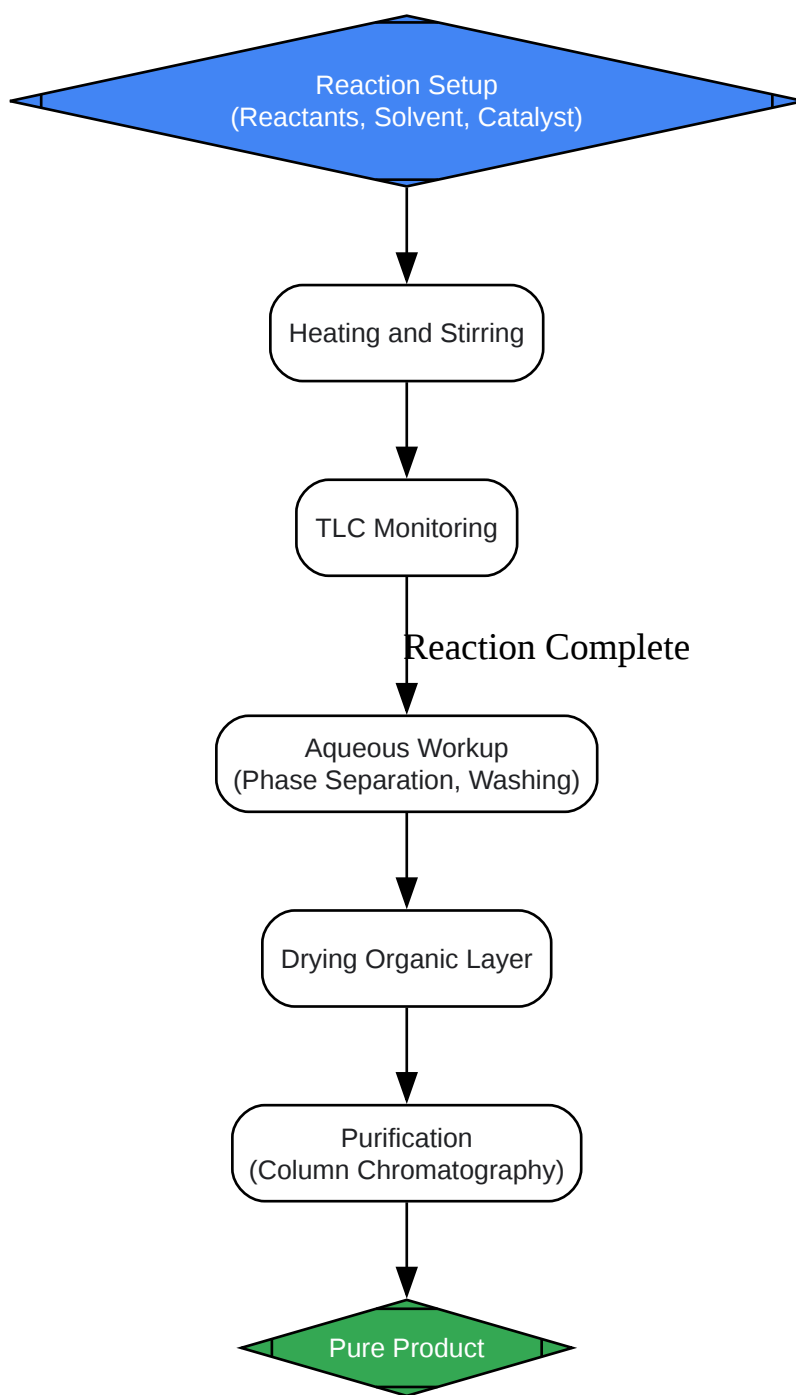 Reaction Setup
(Reactants, Solvent, Catalyst)
Heating and Stirring
TLC Monitoring
Reaction Complete
Aqueous Workup
(Phase Separation, Washing)
Drying Organic Layer
Purification
(Column Chromatography)
Pure Product